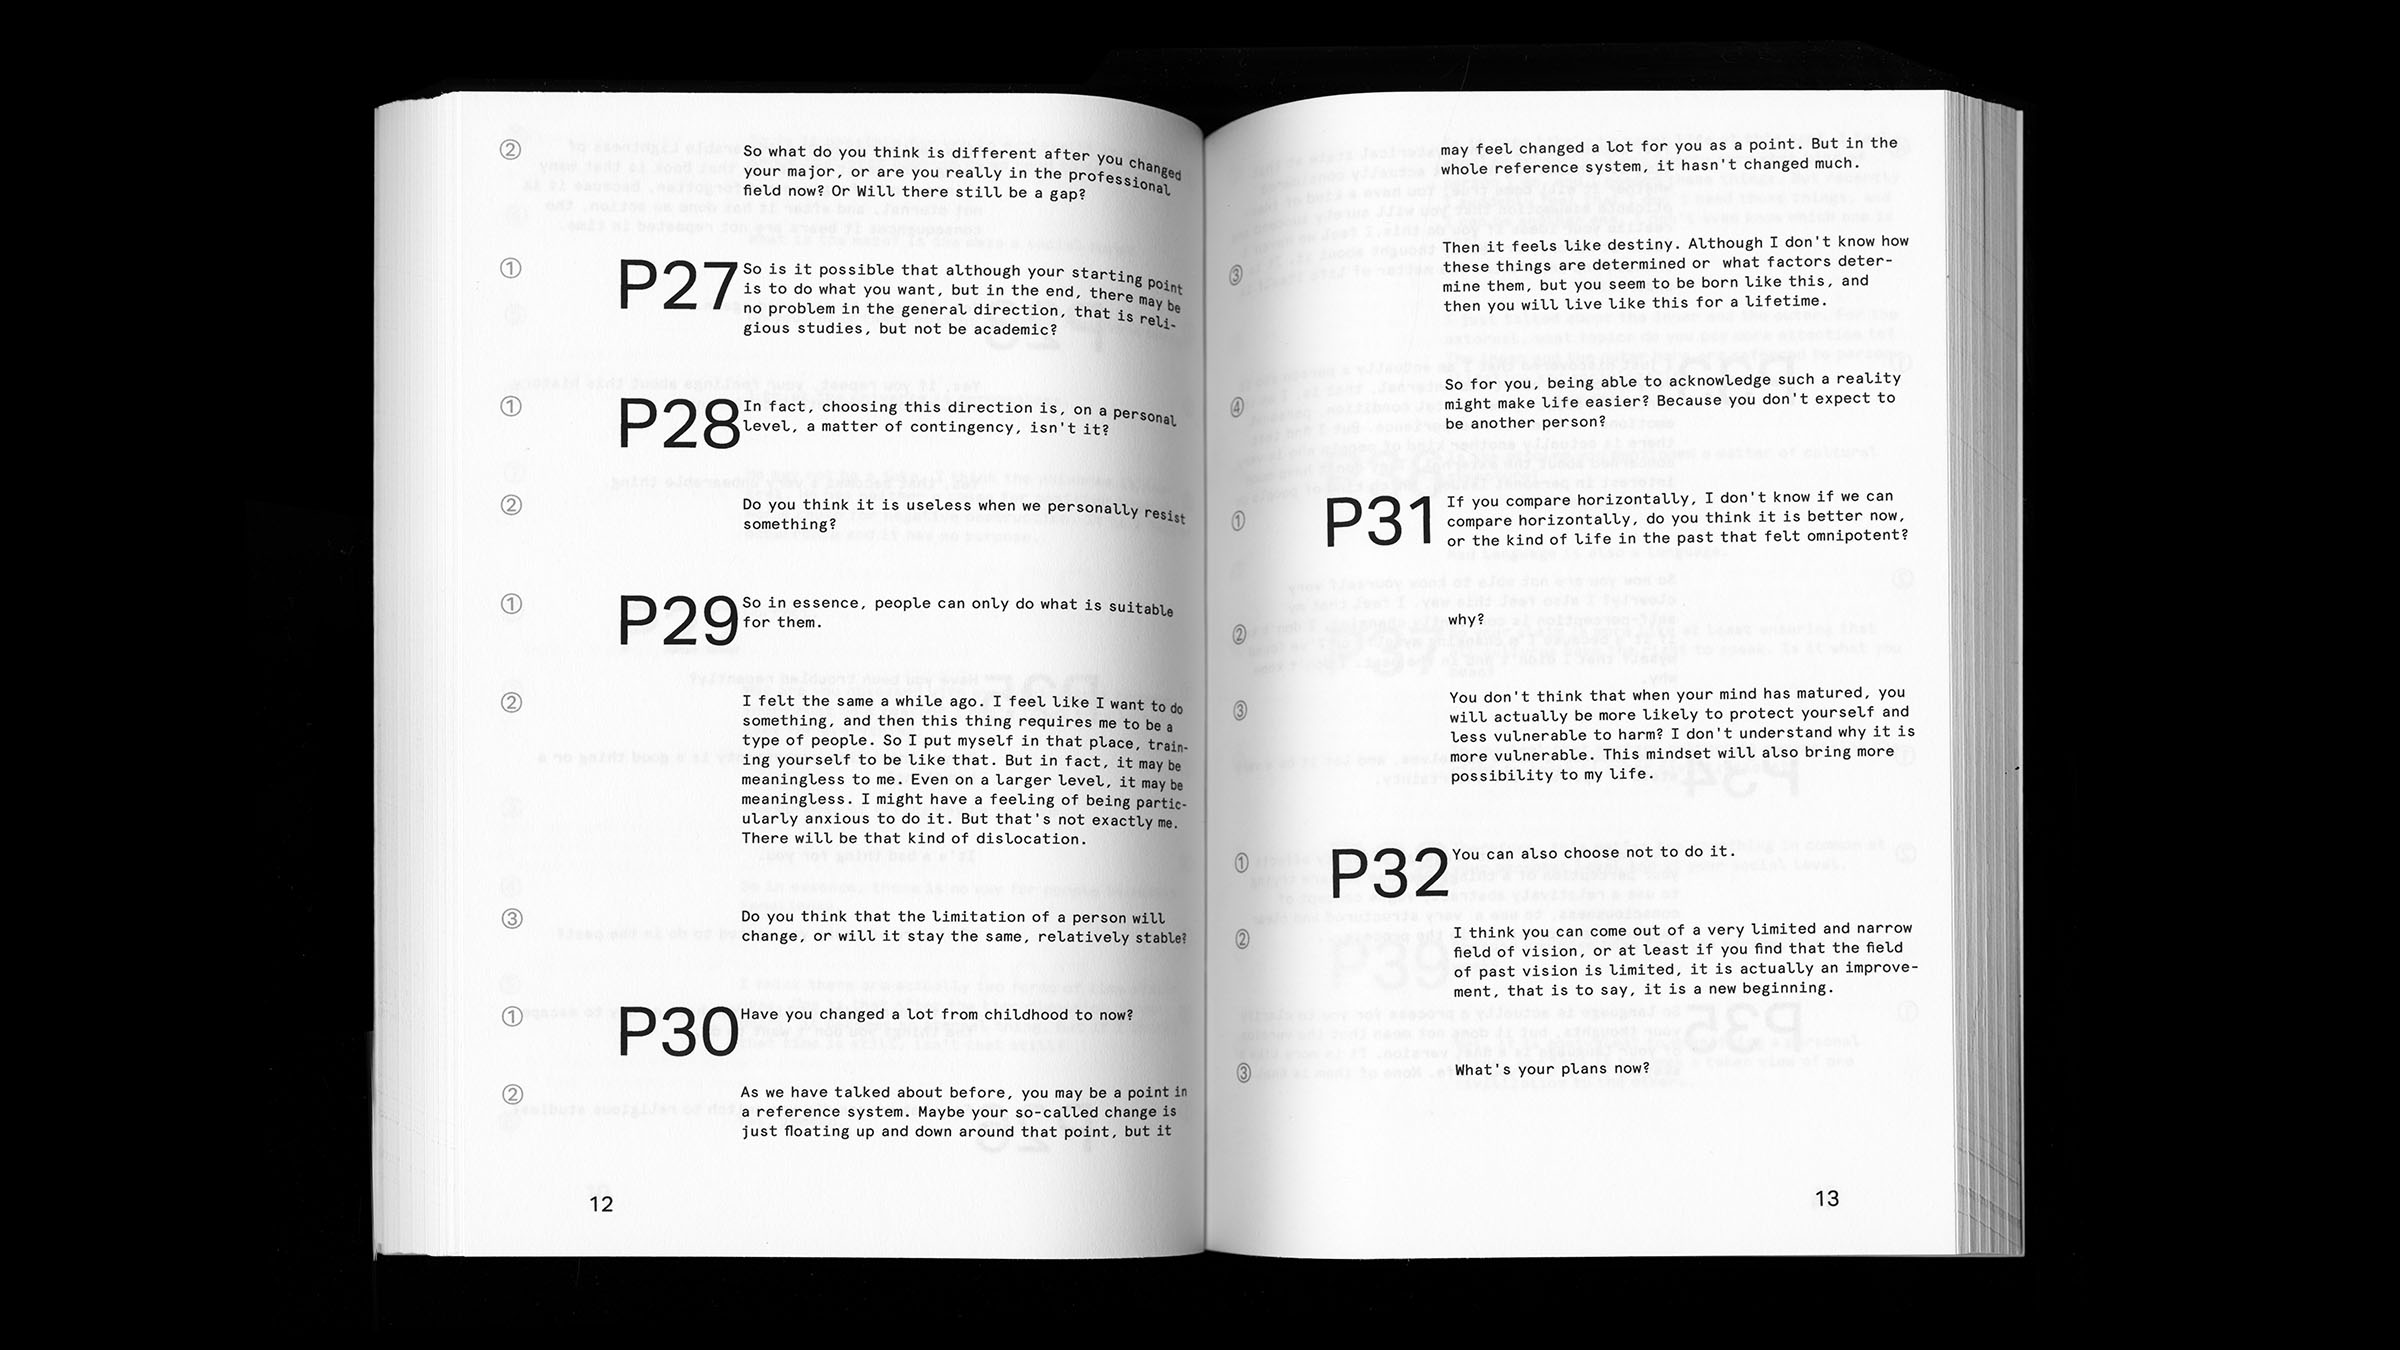 ② So what do you think is different after you changed
your major, or are you really in the professional
field now? Or Will there still be a gap?
① P27 So is it possible that although your starting point
is to do what you want, but in the end, there may be
no problem in the general direction, that is reli-
gious studies, but not be academic?
① P28 In fact, choosing this direction is, on a personal
level, a matter of contingency, isn't it?
② Do you think it is useless when we personally resist
something?
① P29 So in essence, people can only do what is suitable
for them.
② I felt the same a while ago. I feel like I want to do
something, and then this thing requires me to be a
type of people. So I put myself in that place, train-
ing yourself to be like that. But in fact, it may be
meaningless to me. Even on a larger level, it may be
meaningless. I might have a feeling of being partic-
ularly anxious to do it. But that's not exactly me.
There will be that kind of dislocation.
③ Do you think that the limitation of a person will
change, or will it stay the same, relatively stable?
① P30 Have you changed a lot from childhood to now?
② As we have talked about before, you may be a point in
a reference system. Maybe your so-called change is
just floating up and down around that point, but it
12
may feel changed a lot for you as a point. But in the
whole reference system, it hasn't changed much.
③ Then it feels like destiny. Although I don't know how
these things are determined or what factors deter-
mine them, but you seem to be born like this, and
then you will live like this for a lifetime.
④ So for you, being able to acknowledge such a reality
might make life easier? Because you don't expect to
be another person?
① P31 If you compare horizontally, I don't know if we can
compare horizontally, do you think it is better now,
or the kind of life in the past that felt omnipotent?
② why?
③ You don't think that when your mind has matured, you
will actually be more likely to protect yourself and
less vulnerable to harm? I don't understand why it is
more vulnerable. This mindset will also bring more
possibility to my life.
① P32 You can also choose not to do it.
② I think you can come out of a very limited and narrow
field of vision, or at least if you find that the field
of past vision is limited, it is actually an improve-
ment, that is to say, it is a new beginning.
③ What's your plans now?
13